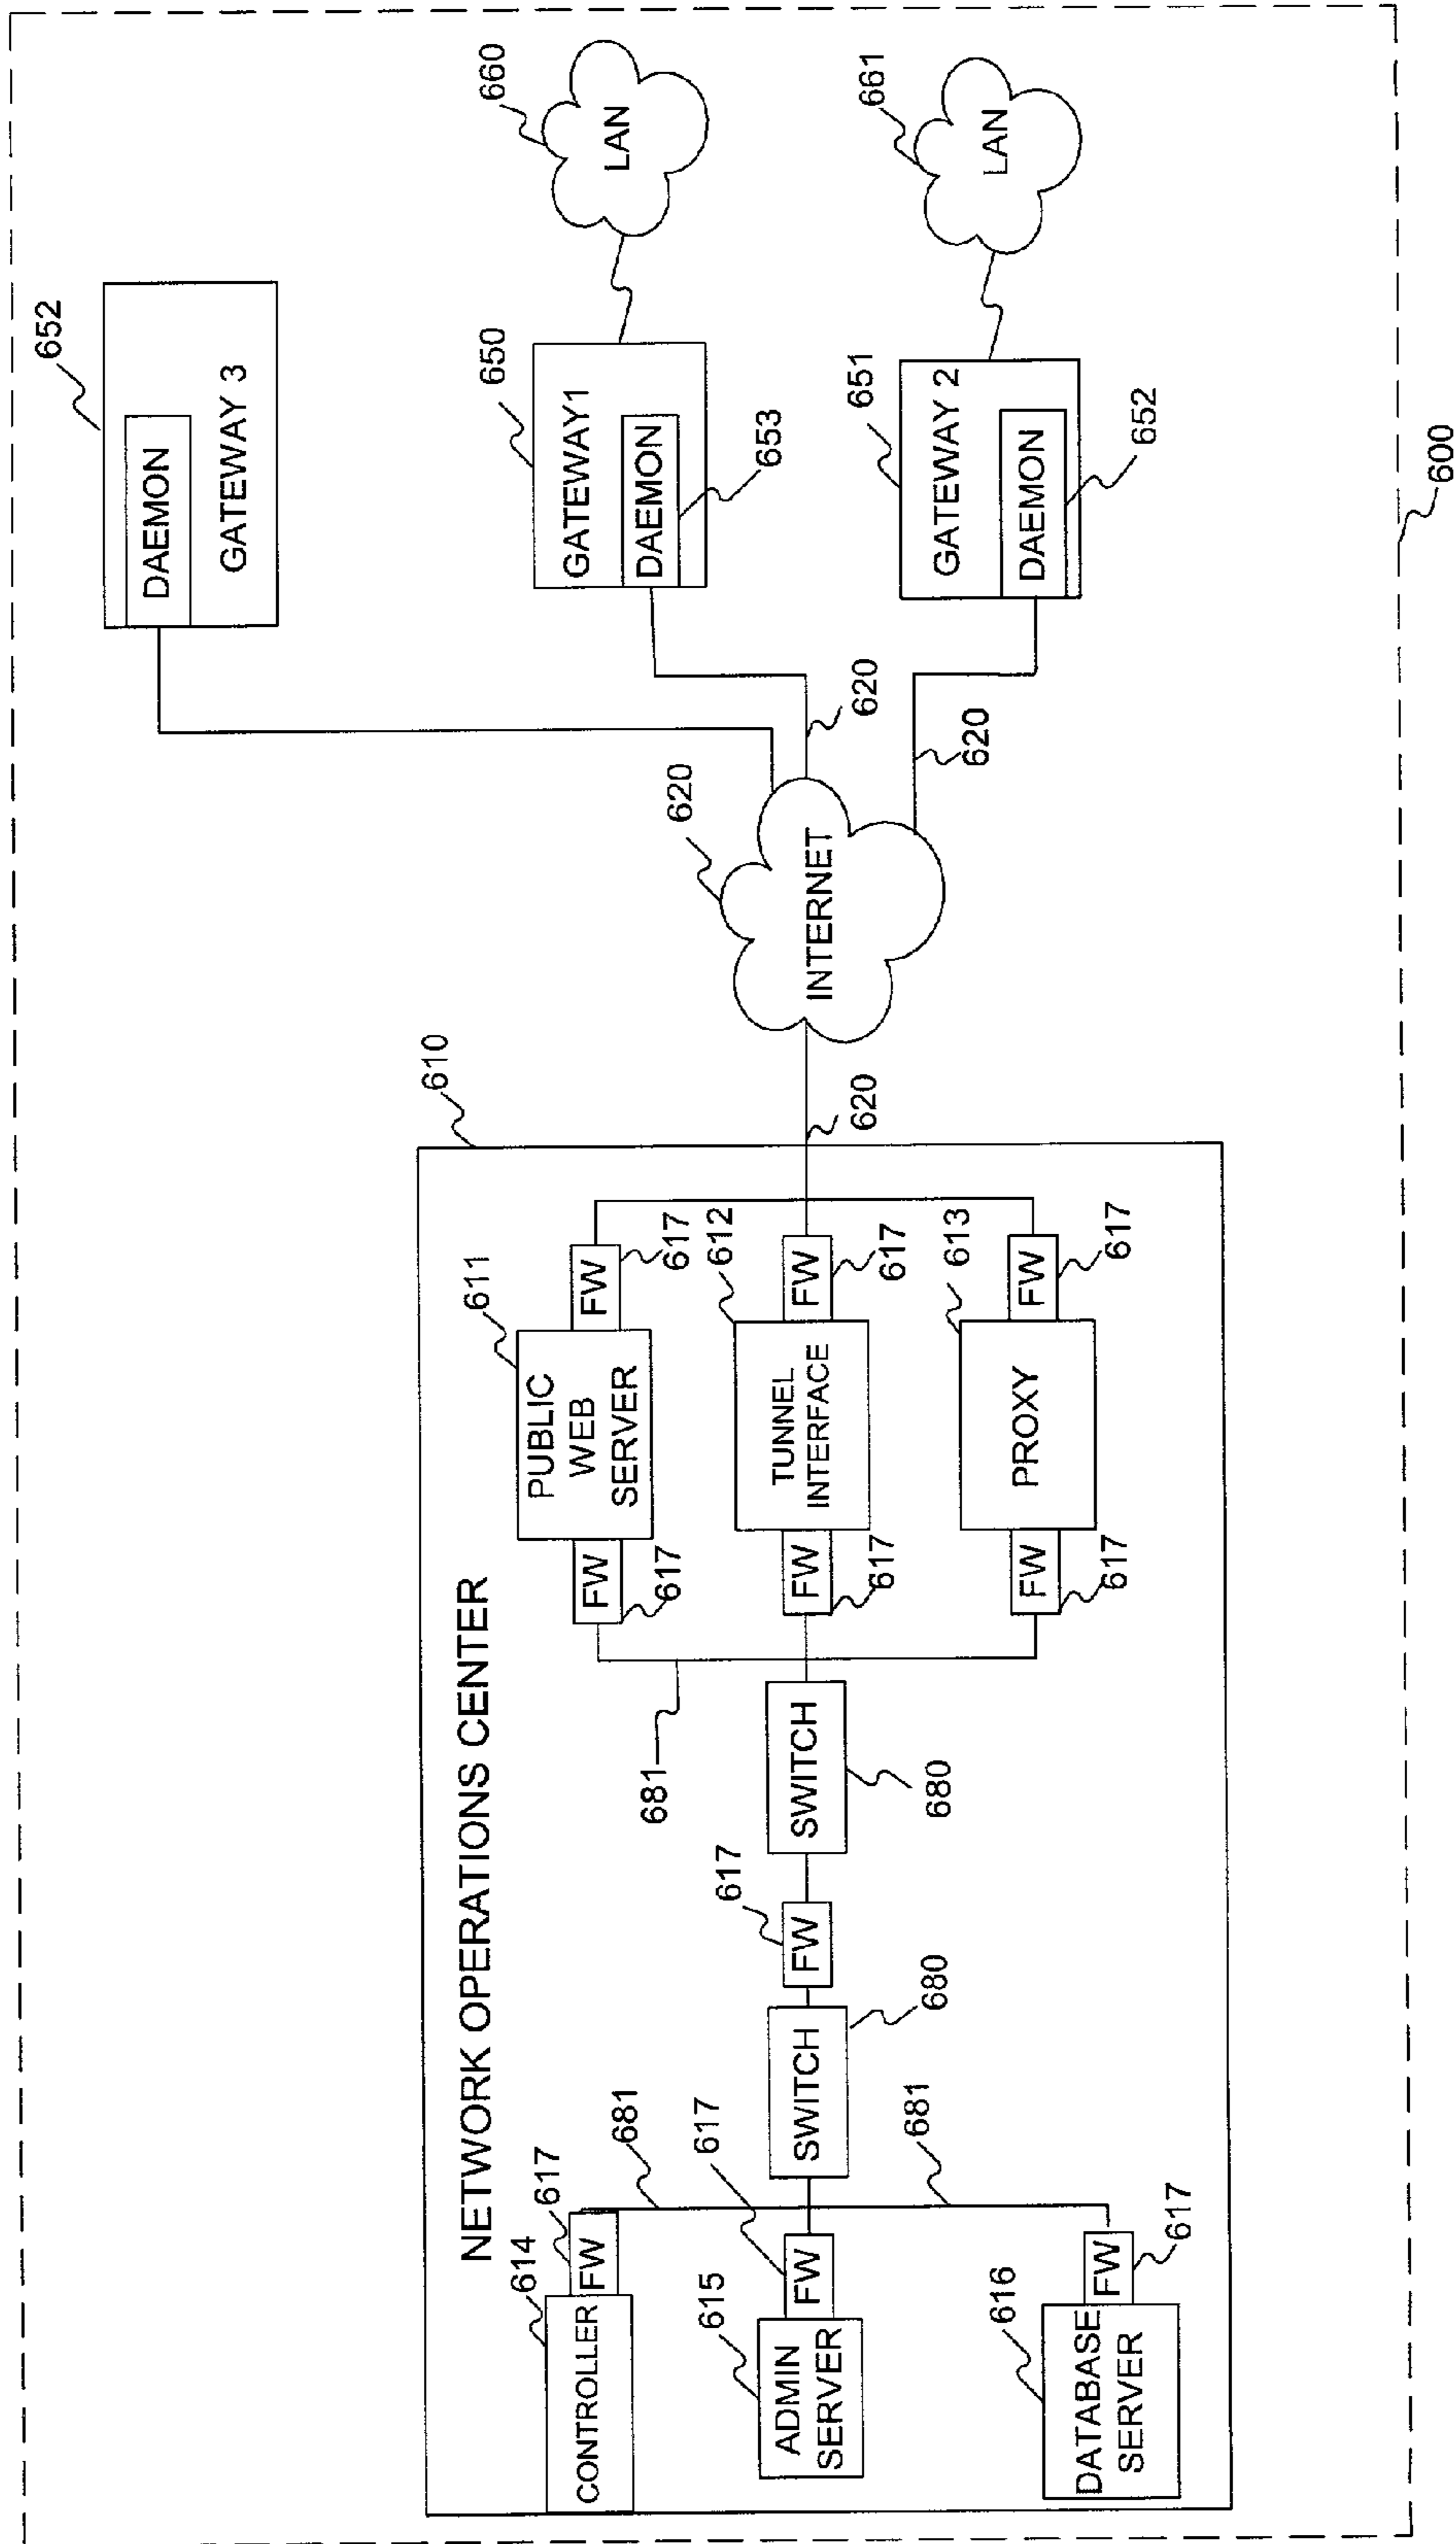 652
DAEMON
GATEWAY 3
660
LAN
650
GATEWAY1
DAEMON
653
661
LAN
651
GATEWAY 2
DAEMON
652
620
620
620
INTERNET
620
600
610
NETWORK OPERATIONS CENTER
611
PUBLIC
WEB
SERVER
FW
617
FW
617
612
TUNNEL
INTERFACE
FW
617
FW
617
613
PROXY
FW
617
FW
617
681
SWITCH
680
617
FW
SWITCH
680
681
617
681
614
617
CONTROLLER
FW
615
ADMIN
SERVER
FW
616
DATABASE
SERVER
FW
617